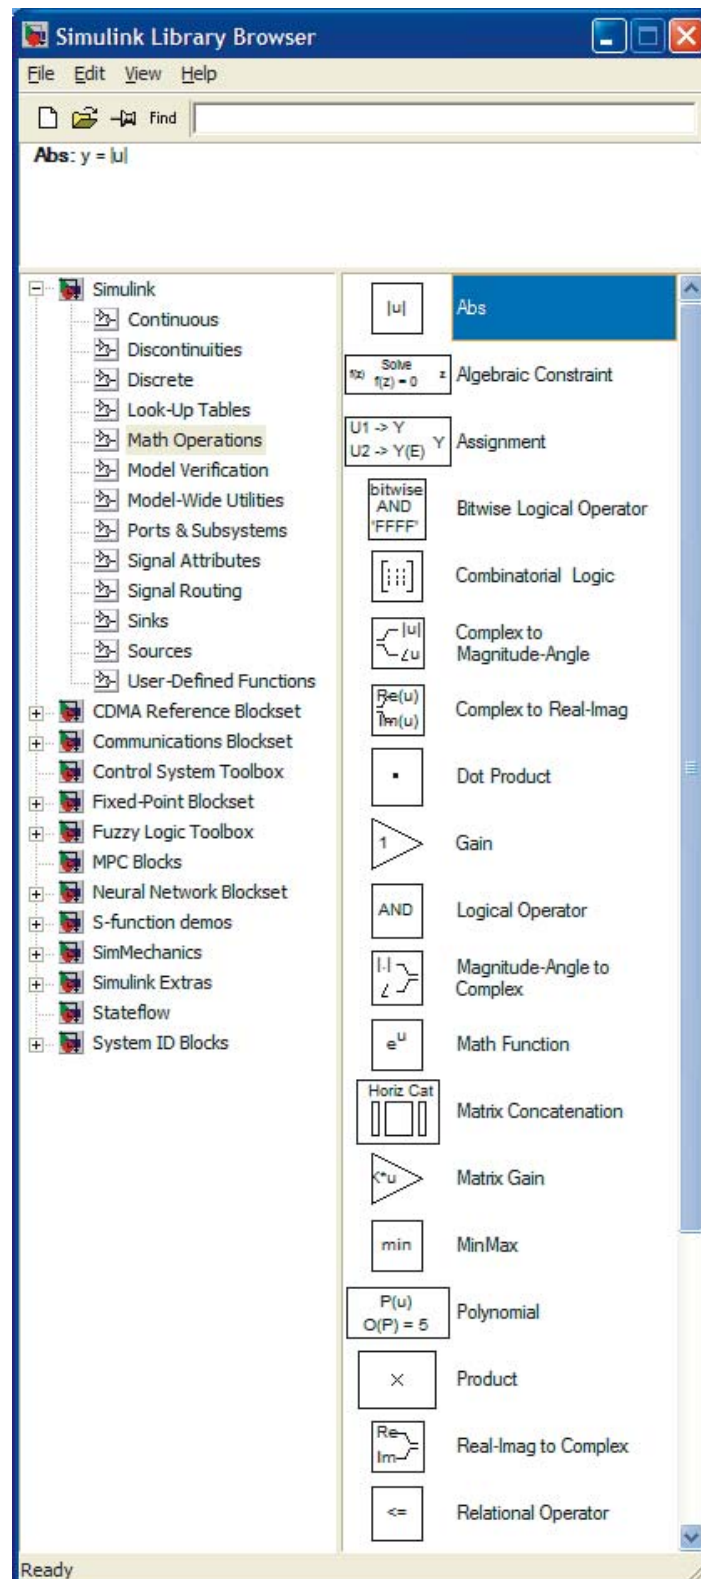 Simulink Library Browser
File Edit View Help
Find
Abs: y = |u|
Simulink
Continuous
Discontinuities
Discrete
Look-Up Tables
Math Operations
Model Verification
Model-Wide Utilities
Ports & Subsystems
Signal Attributes
Signal Routing
Sinks
Sources
User-Defined Functions
CDMA Reference Blockset
Communications Blockset
Control System Toolbox
Fixed-Point Blockset
Fuzzy Logic Toolbox
MPC Blocks
Neural Network Blockset
S-function demos
SimMechanics
Simulink Extras
Stateflow
System ID Blocks
|u| Abs
f(z) Solve f(z) = 0 z Algebraic Constraint
U1 -> Y
U2 -> Y(E) Y Assignment
bitwise
AND
'FFFF'
Bitwise Logical Operator
Combinatorial Logic
|u|
∠u
Complex to
Magnitude-Angle
Re(u)
Im(u)
Complex to Real-Imag
Dot Product
1 Gain
AND Logical Operator
|.|
∠
Magnitude-Angle to
Complex
e^u Math Function
Horiz Cat
Matrix Concatenation
*u Matrix Gain
min MinMax
P(u)
O(P) = 5
Polynomial
× Product
Re
Im
Real-Imag to Complex
<= Relational Operator
Ready